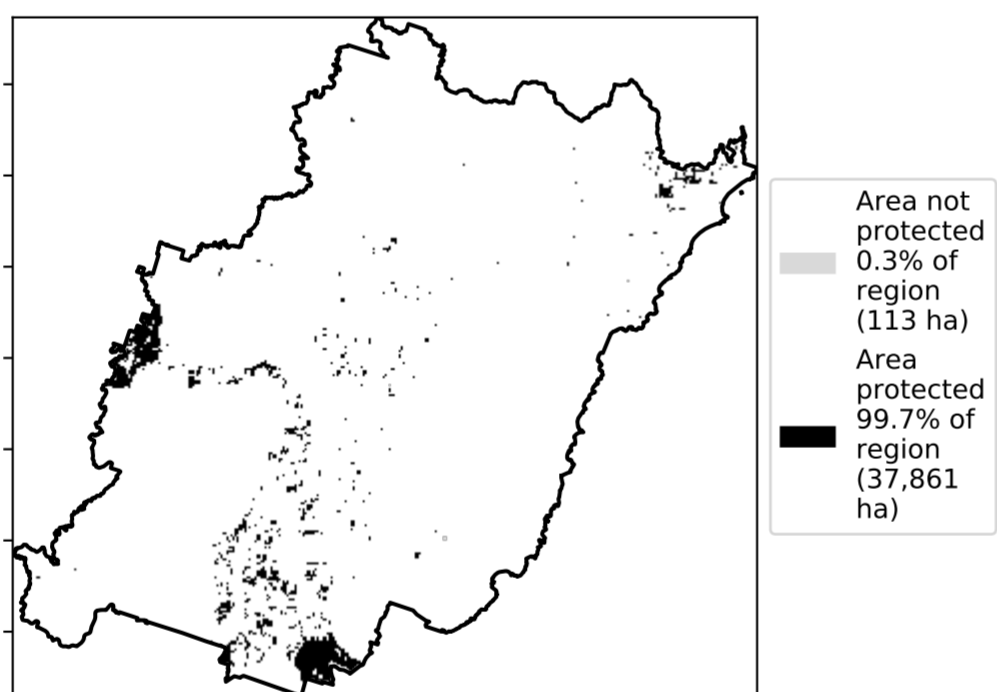 Area not
protected
0.3% of
region
(113 ha)
Area
protected
99.7% of
region
(37,861
ha)